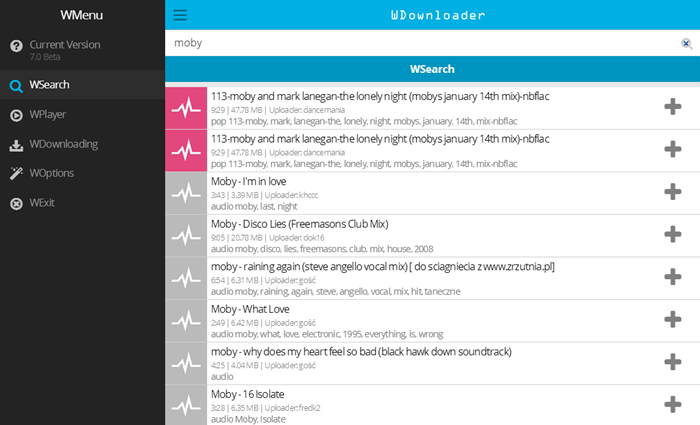 WMenu
Current Version
7.0 Beta
WSearch
WPlayer
WDownloading
WOptions
WExit
WDownloader
moby
WSearch
113-moby and mark lanegan-the lonely night (mobys january 14th mix)-nbflac
9:29 | 47.78 MB | Uploader: dancemania
pop 113-moby, mark, lanegan-the, lonely, night, mobys, january, 14th, mix-nbflac
113-moby and mark lanegan-the lonely night (mobys january 14th mix)-nbflac
9:29 | 47.78 MB | Uploader: dancemania
pop 113-moby, mark, lanegan-the, lonely, night, mobys, january, 14th, mix-nbflac
Moby - I'm in love
3:43 | 3.39 MB | Uploader: khccc
audio moby, last, night
Moby - Disco Lies (Freemasons Club Mix)
9:05 | 20.78 MB | Uploader: dok16
audio moby, disco, lies, freemasons, club, mix, house, 2008
moby - raining again (steve angello vocal mix) [ do sciagniecia z www.zrzutnia.pl]
6:54 | 6.31 MB | Uploader: gość
audio moby, raining, again, steve, angello, vocal, mix, hit, taneczne
Moby - What Love
2:49 | 6.42 MB | Uploader: gość
audio moby, what, love, electronic, 1995, everything, is, wrong
moby - why does my heart feel so bad (black hawk down soundtrack)
4:25 | 4.04 MB | Uploader: gość
audio
Moby - 16 Isolate
3:28 | 6.35 MB | Uploader: fredk2
audio Moby, Isolate